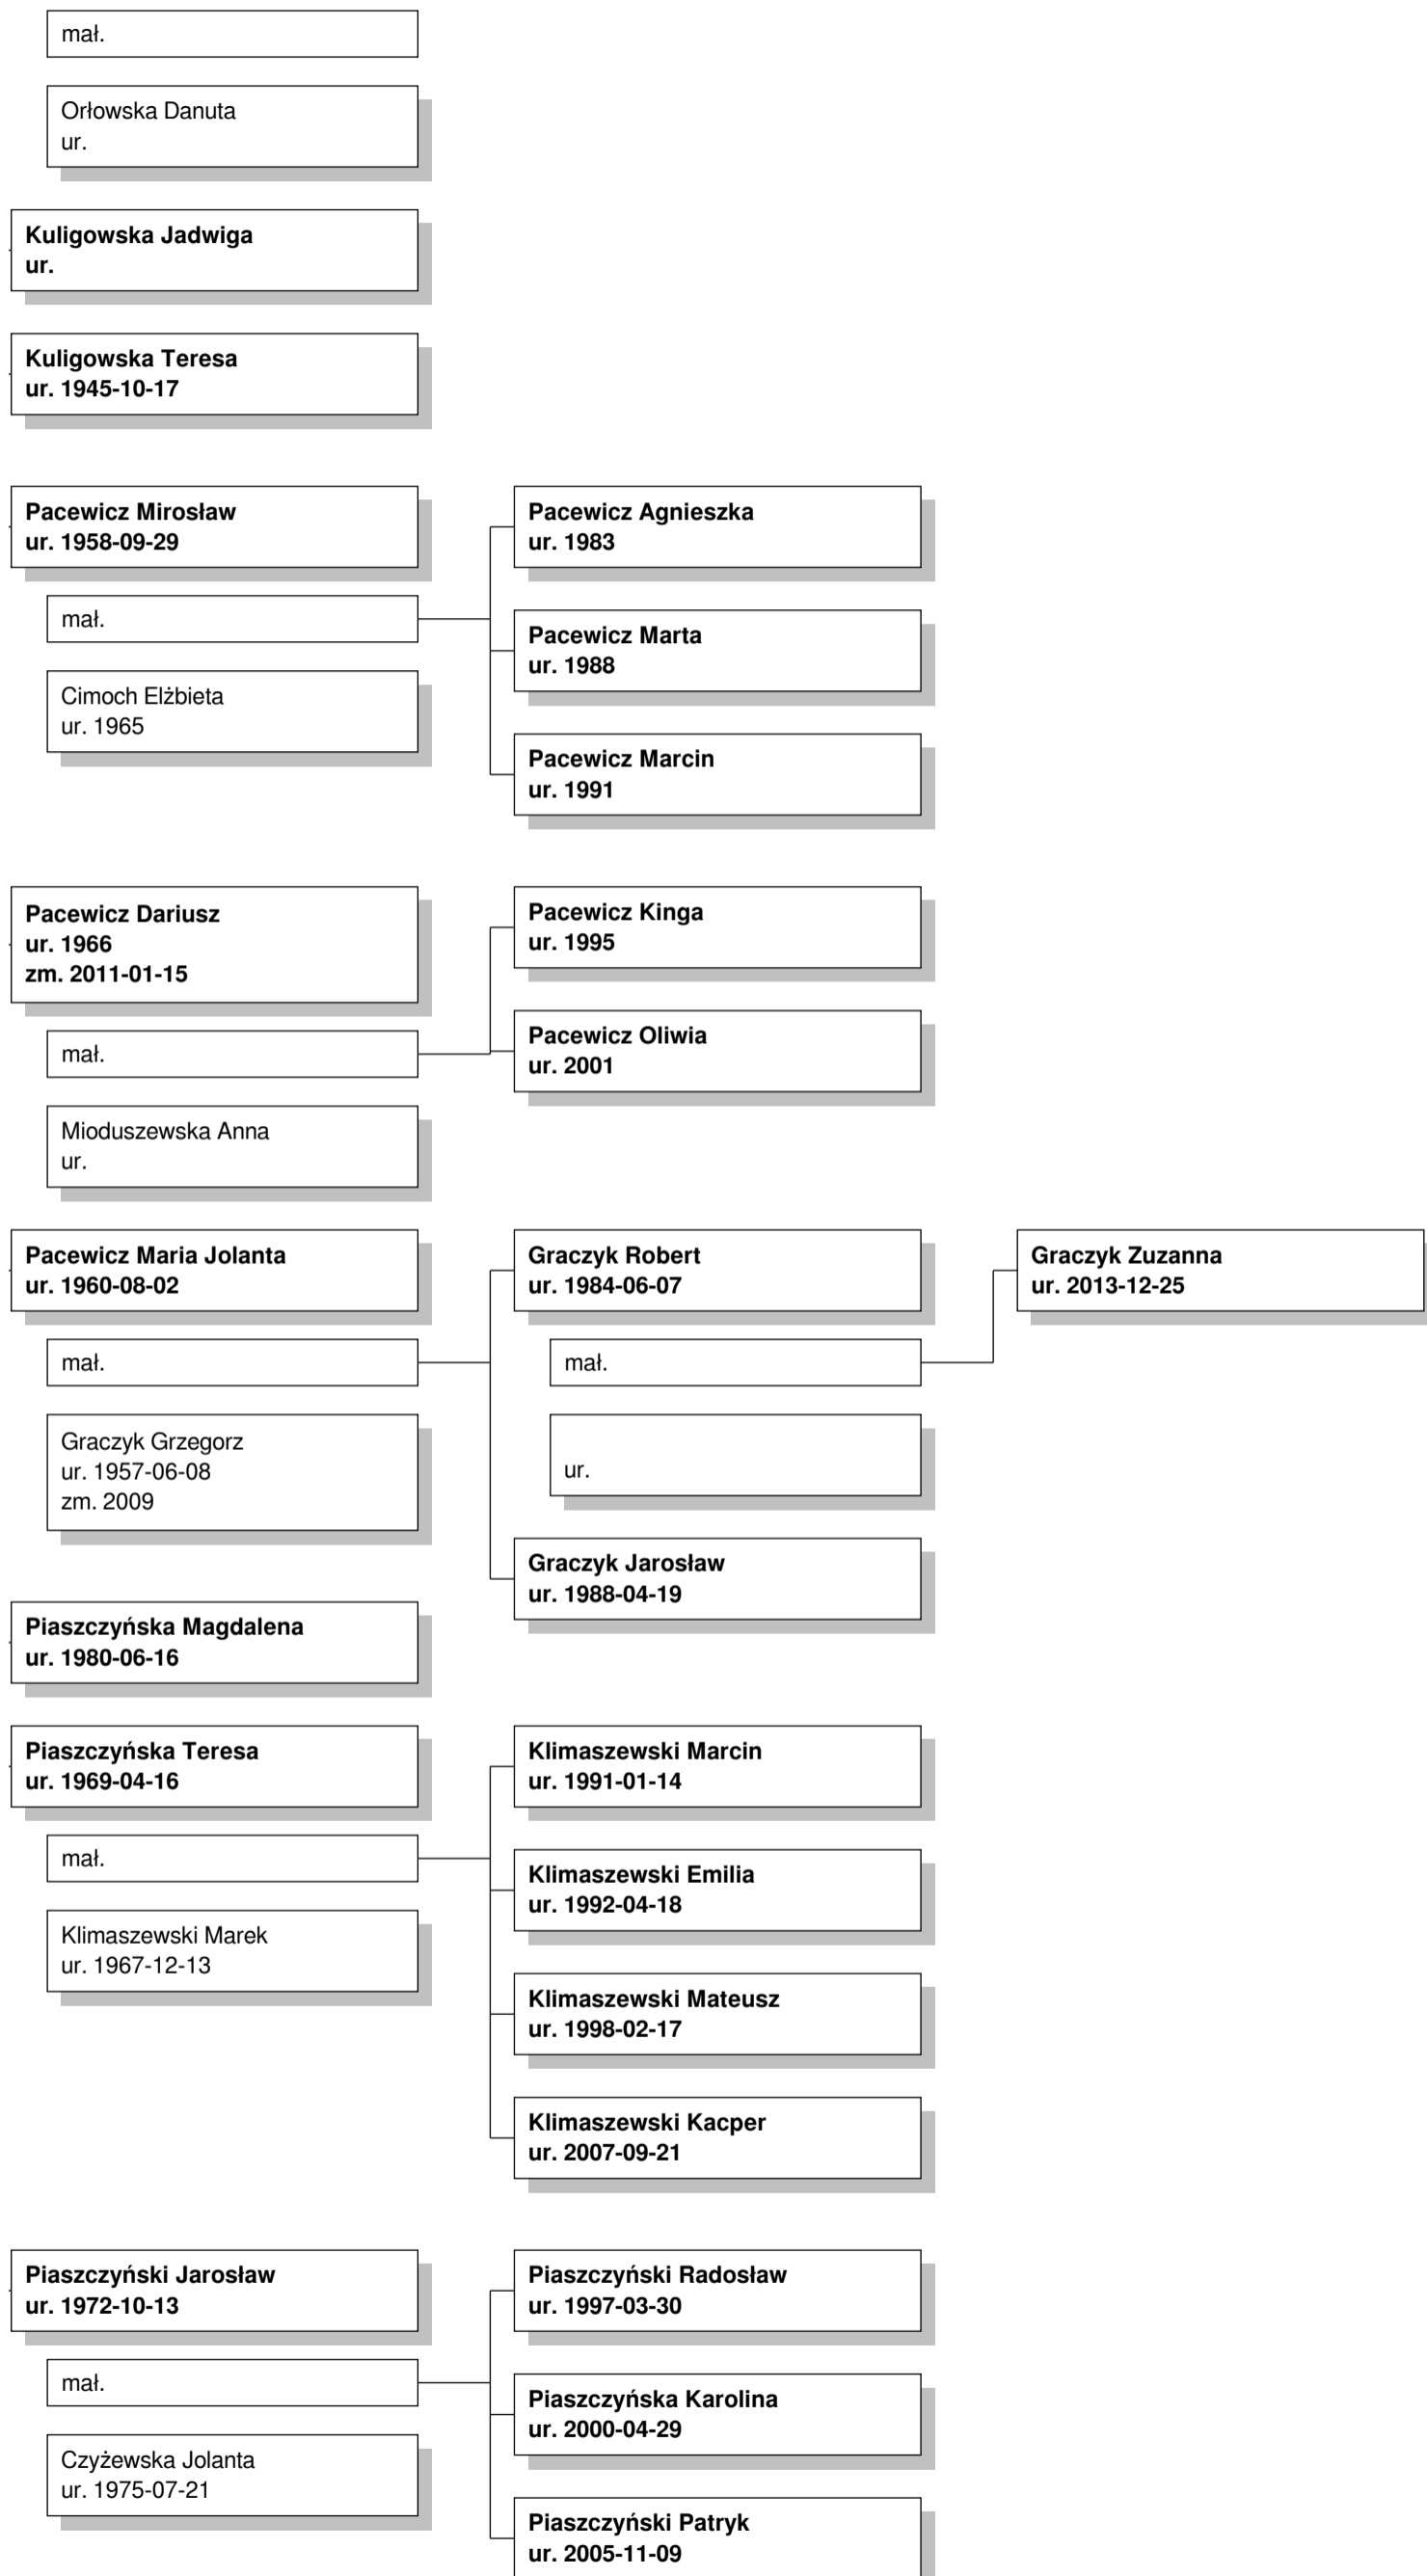 mał.
Orłowska Danuta
ur.
Kuligowska Jadwiga
ur.
Kuligowska Teresa
ur. 1945-10-17
Pacewicz Mirosław
ur. 1958-09-29
mał.
Cimoch Elżbieta
ur. 1965
Pacewicz Agnieszka
ur. 1983
Pacewicz Marta
ur. 1988
Pacewicz Marcin
ur. 1991
Pacewicz Dariusz
ur. 1966
zm. 2011-01-15
mał.
Mioduszewska Anna
ur.
Pacewicz Kinga
ur. 1995
Pacewicz Oliwia
ur. 2001
Pacewicz Maria Jolanta
ur. 1960-08-02
mał.
Graczyk Grzegorz
ur. 1957-06-08
zm. 2009
Graczyk Robert
ur. 1984-06-07
mał.
ur.
Graczyk Zuzanna
ur. 2013-12-25
Graczyk Jarosław
ur. 1988-04-19
Piaszczyńska Magdalena
ur. 1980-06-16
Piaszczyńska Teresa
ur. 1969-04-16
mał.
Klimaszewski Marek
ur. 1967-12-13
Klimaszewski Marcin
ur. 1991-01-14
Klimaszewski Emilia
ur. 1992-04-18
Klimaszewski Mateusz
ur. 1998-02-17
Klimaszewski Kacper
ur. 2007-09-21
Piaszczyński Jarosław
ur. 1972-10-13
mał.
Czyżewska Jolanta
ur. 1975-07-21
Piaszczyński Radosław
ur. 1997-03-30
Piaszczyńska Karolina
ur. 2000-04-29
Piaszczyński Patryk
ur. 2005-11-09